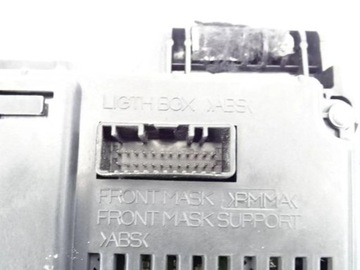 LIGTH BOX >ABS<
FRONT MASK >PMMA<
FRONT MASK SUPPORT
>ABS<